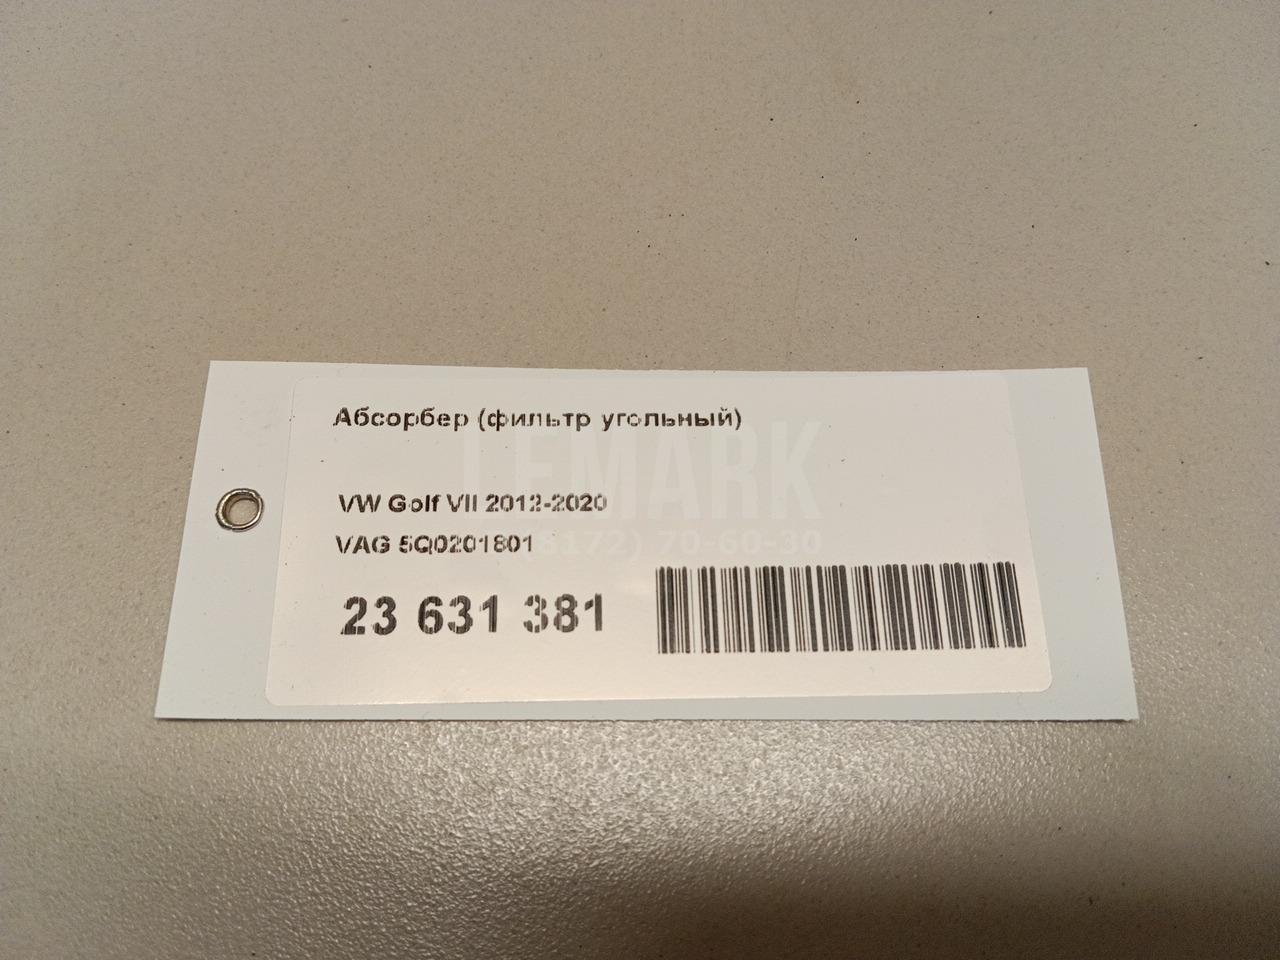 Абсорбер (фильтр угольный)
LEMARK
VW Golf VII 2012-2020
VAG 5Q0201801
(8172) 70-60-30
23 631 381